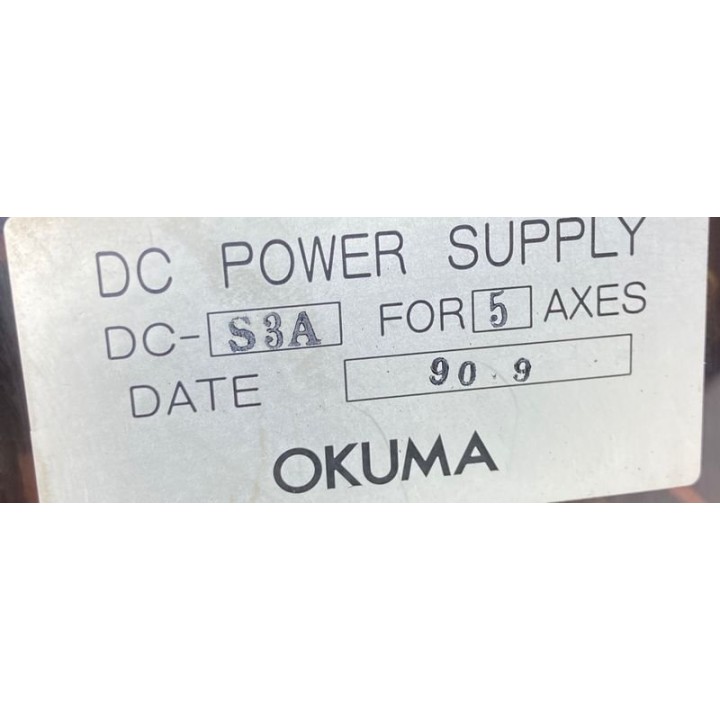 DC POWER SUPPLY
DC-S3A FOR 5 AXES
DATE 90.9
OKUMA